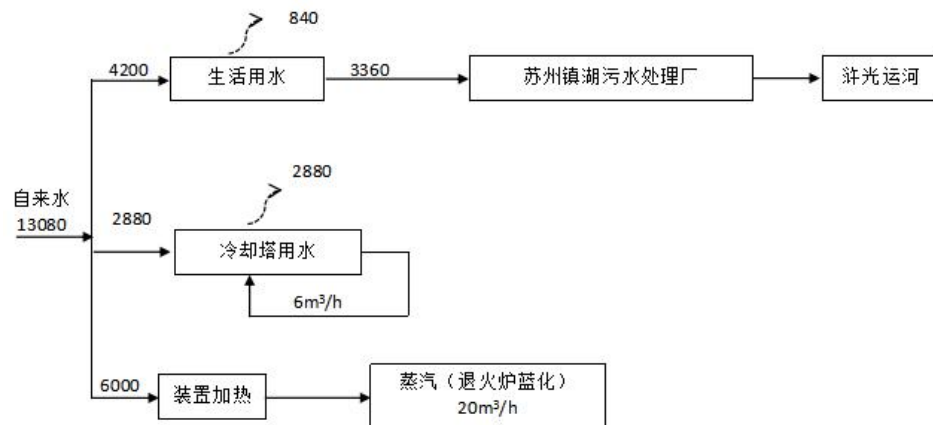 840
4200
生活用水
3360
苏州镇湖污水处理厂
浒光运河
2880
自来水
13080
2880
冷却塔用水
6m³/h
6000
装置加热
蒸汽（退火炉蓝化）
20m³/h